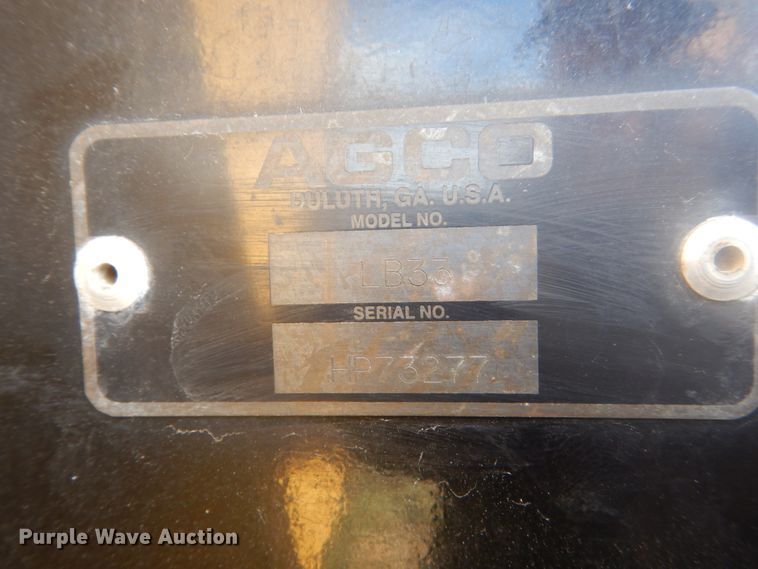 AGCO
DULUTH, GA. U.S.A.
MODEL NO.
LB33
SERIAL NO.
HP73277
Purple Wave Auction®